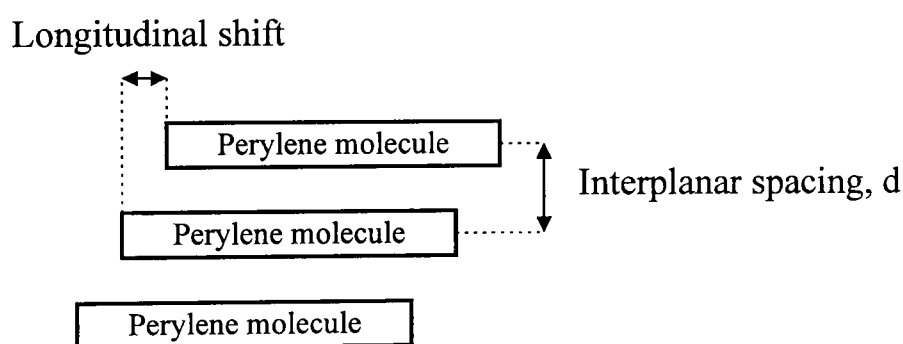 Longitudinal shift
Perylene molecule
Interplanar spacing, d
Perylene molecule
Perylene molecule